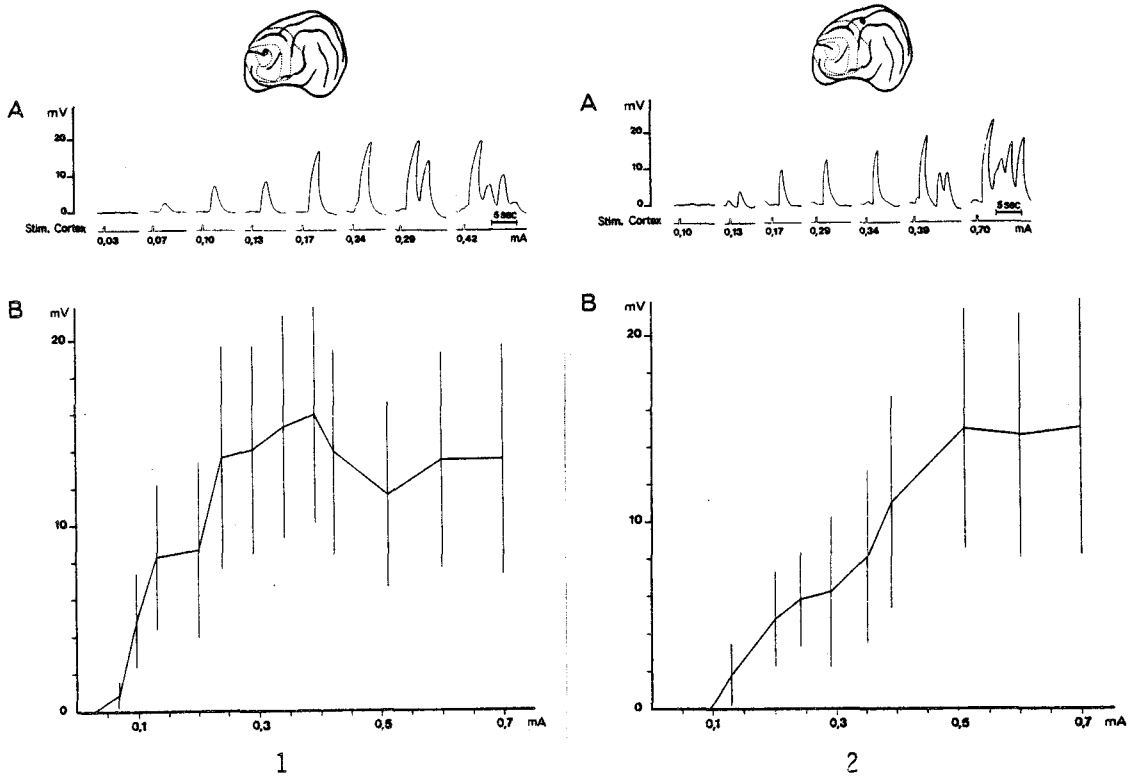 A
mV
20
10
0
Stim. Cortex
0,03 0,07 0,10 0,13 0,17 0,24 0,29 0,42 mA
5 sec
B
mV
20
10
0
0,1 0,3 0,5 0,7 mA
1
A
mV
20
10
0
Stim. Cortex
0,10 0,13 0,17 0,29 0,34 0,39 0,70 mA
5 sec
B
mV
20
10
0
0,1 0,3 0,5 0,7 mA
2